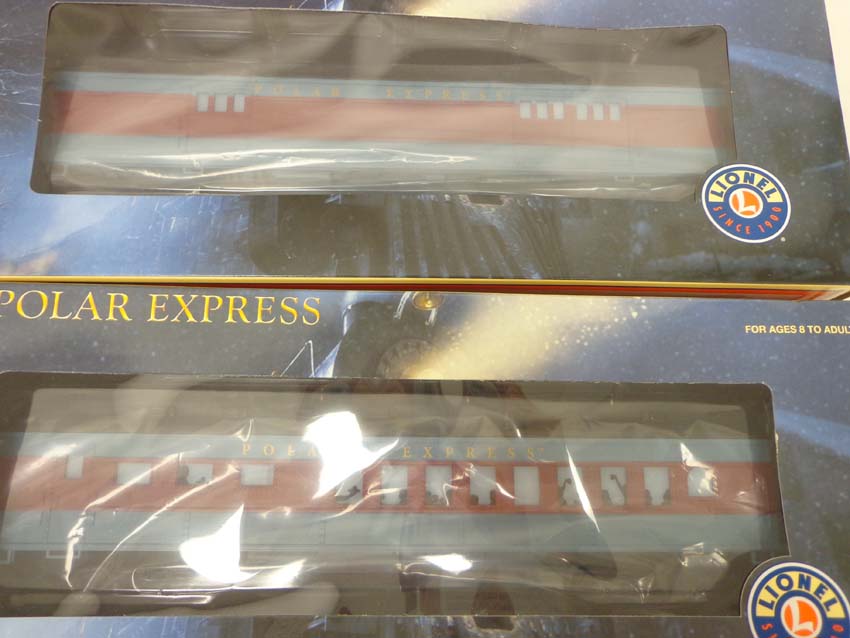 POLAR EXPRESS
LIONEL
L
SINCE 1900
POLAR EXPRESS
FOR AGES 8 TO ADUL
POLAR EXPRESS
LIONEL
L